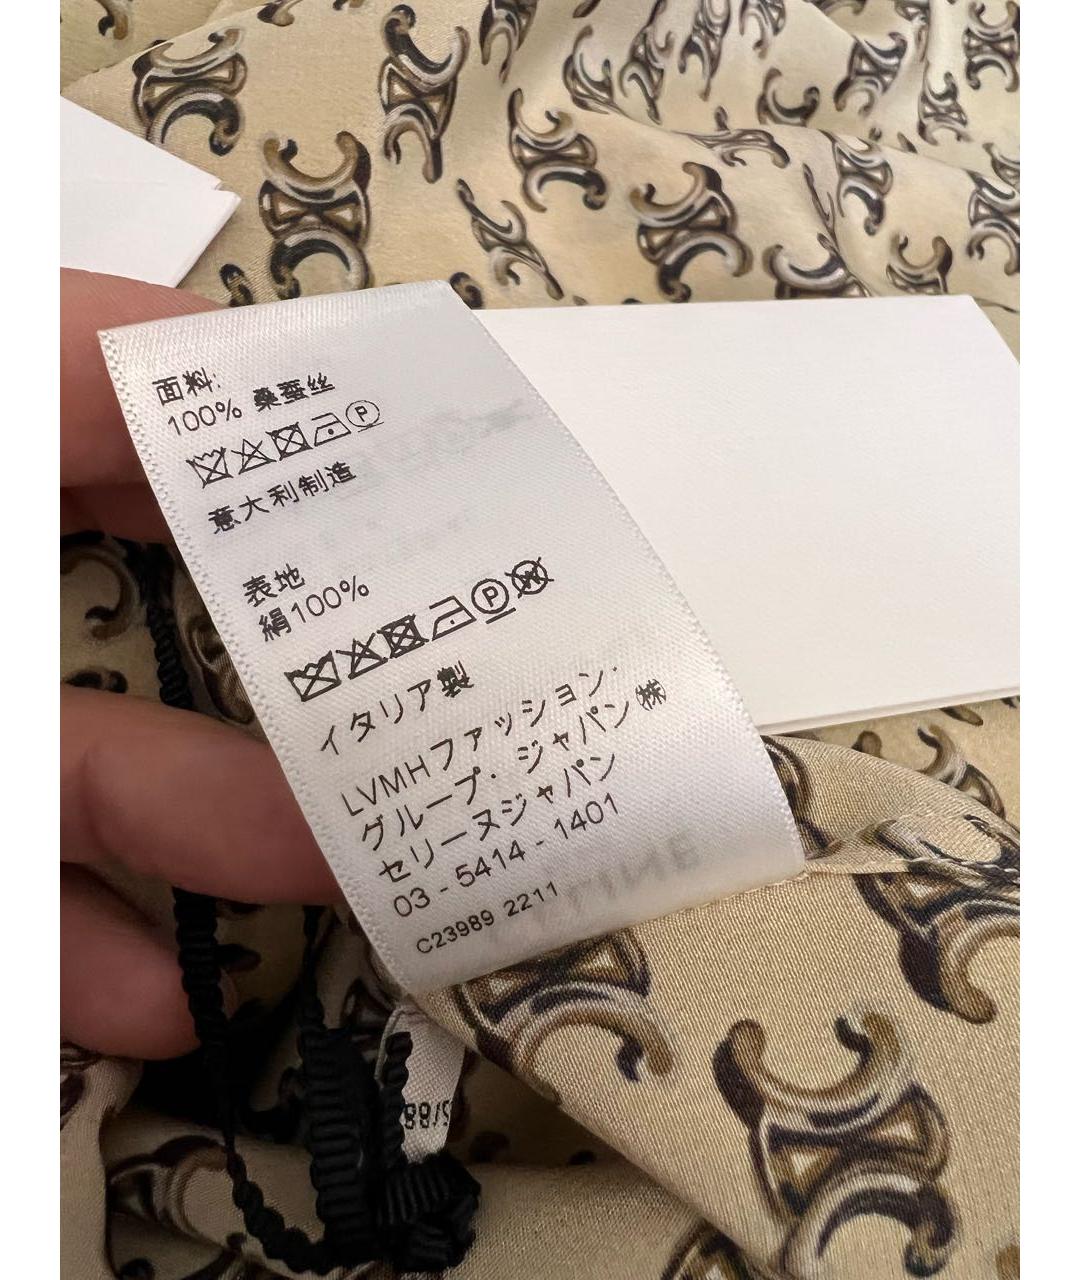 面料:
100% 桑蚕丝
P
意大利制造
表地
絹100%
P W
イタリア製
LVMHファッション・
グループ・ジャパン㈱
セリーヌジャパン
03-5414-1401
C23989 2211